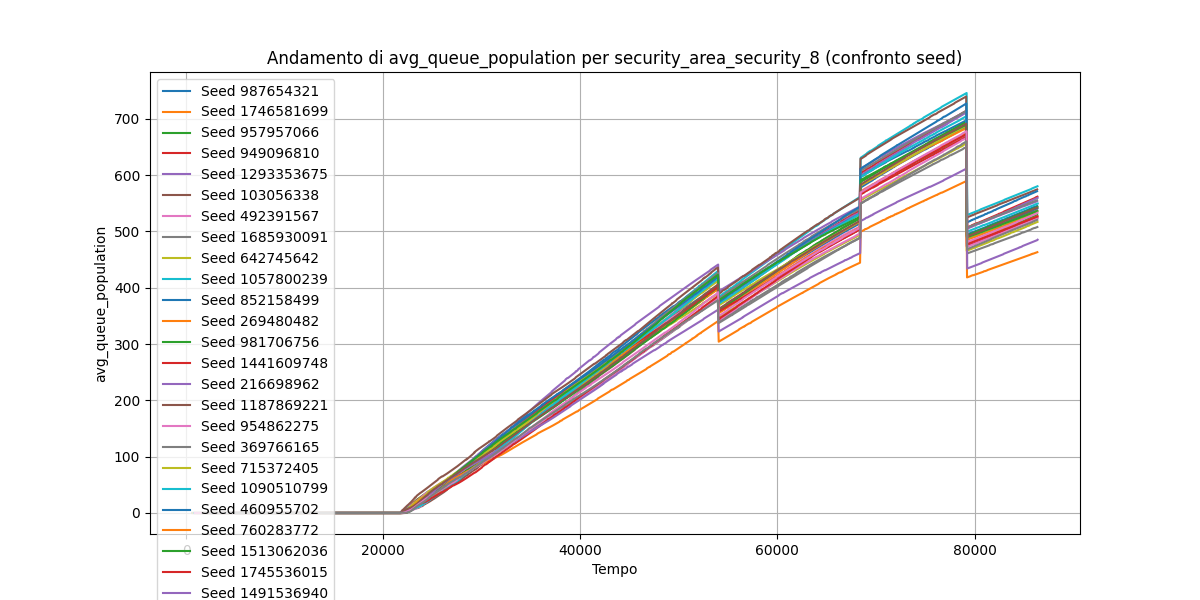 Andamento di avg_queue_population per security_area_security_8 (confronto seed)
avg_queue_population
700
600
500
400
300
200
100
0
Seed 987654321
Seed 1746581699
Seed 957957066
Seed 949096810
Seed 1293353675
Seed 103056338
Seed 492391567
Seed 1685930091
Seed 642745642
Seed 1057800239
Seed 852158499
Seed 269480482
Seed 981706756
Seed 1441609748
Seed 216698962
Seed 1187869221
Seed 954862275
Seed 369766165
Seed 715372405
Seed 1090510799
Seed 460955702
Seed 760283772
Seed 1513062036
Seed 1745536015
Seed 1491536940
0 20000 40000 60000 80000
Tempo